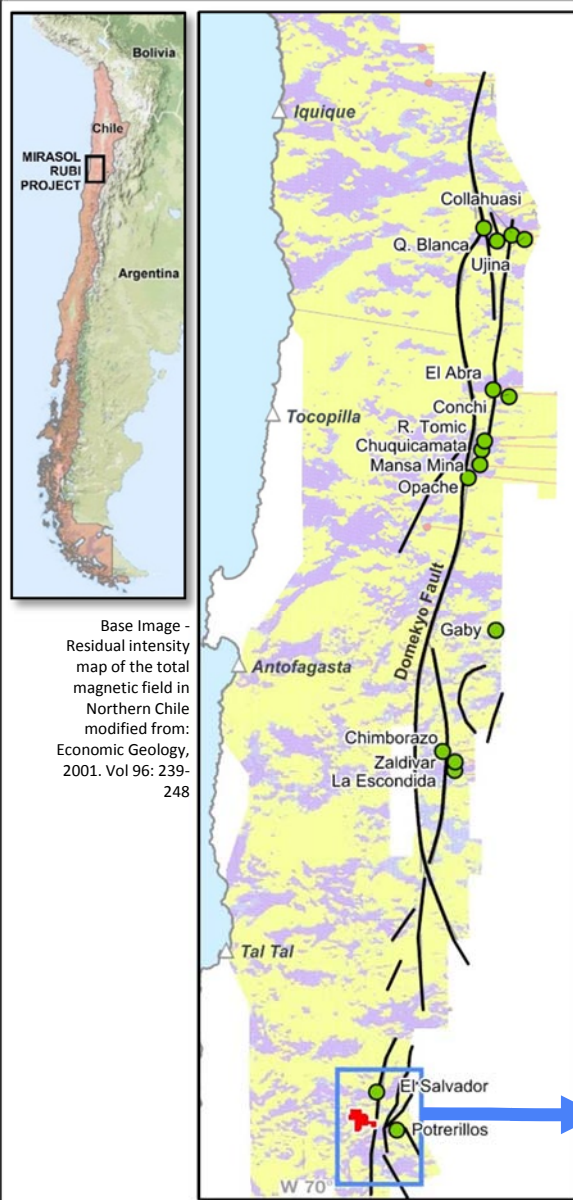 Bolivia
Chile
MIRASOL
RUBI
PROJECT
Argentina
Base Image -
Residual intensity
map of the total
magnetic field in
Northern Chile
modified from:
Economic Geology,
2001. Vol 96: 239-
248
Iquique
Collahuasi
Q. Blanca
Ujina
El Abra
Tocopilla
Conchi
R. Tomic
Chuquicamata
Mansa Mina
Opache
Domekyo Fault
Gaby
Antofagasta
Chimborazo
Zaldivar
La Escondida
Tal Tal
El Salvador
Potrerillos
W 70°